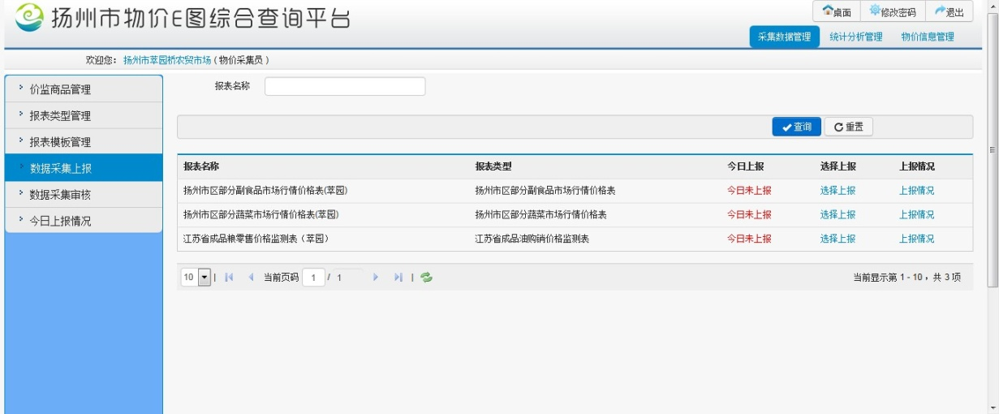 扬州市物价E图综合查询平台
桌面 修改密码 退出
采集数据管理 统计分析管理 物价信息管理
欢迎您：扬州市萃园桥农贸市场（物价采集员）
价监商品管理
报表类型管理
报表模板管理
数据采集上报
数据采集审核
今日上报情况
报表名称
查询 重置
报表名称 报表类型 今日上报 选择上报 上报情况
扬州市区部分副食品市场行情价格表(萃园) 扬州市区部分副食品市场行情价格表 今日未上报 选择上报 上报情况
扬州市区部分蔬菜市场行情价格表(萃园) 扬州市区部分蔬菜市场行情价格表 今日未上报 选择上报 上报情况
江苏省成品粮零售价格监测表（萃园） 江苏省成品油购销价格监测表 今日未上报 选择上报 上报情况
10 当前页码 1 / 1 当前显示第 1 - 10，共 3 项